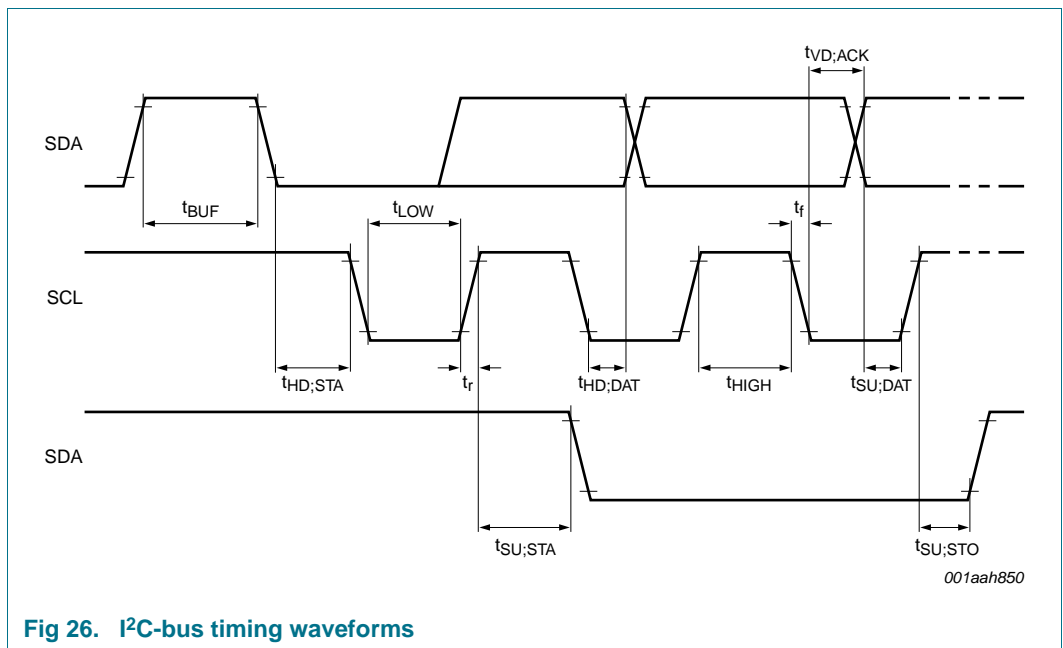 tVD;ACK
SDA
tBUF
tLOW
tf
SCL
tHD;STA
tr
tHD;DAT
tHIGH
tSU;DAT
SDA
tSU;STA
tSU;STO
001aah850
Fig 26. I²C-bus timing waveforms